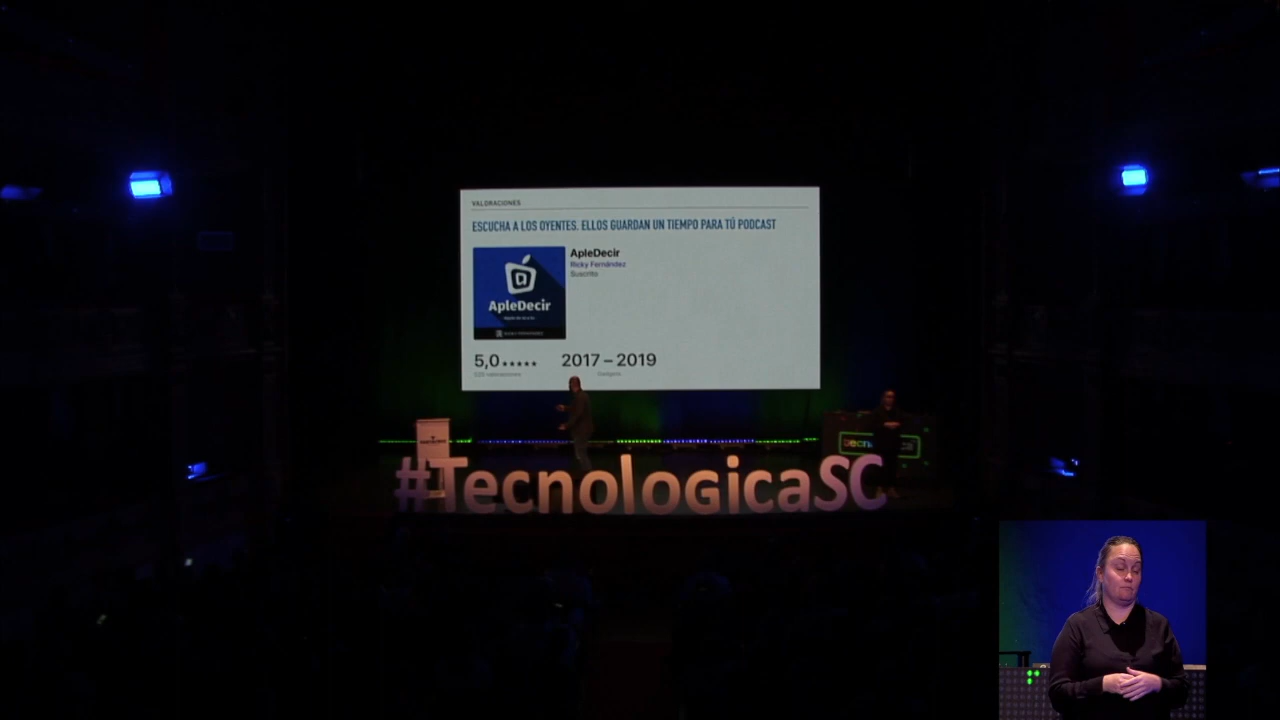 VALORACIONES
ESCUCHA A LOS OYENTES. ELLOS GUARDAN UN TIEMPO PARA TÚ PODCAST
ApleDecir
Ricky Fernández
Suscrito
ApleDecir
5,0 ★★★★★
2017 – 2019
#TecnologicaSC